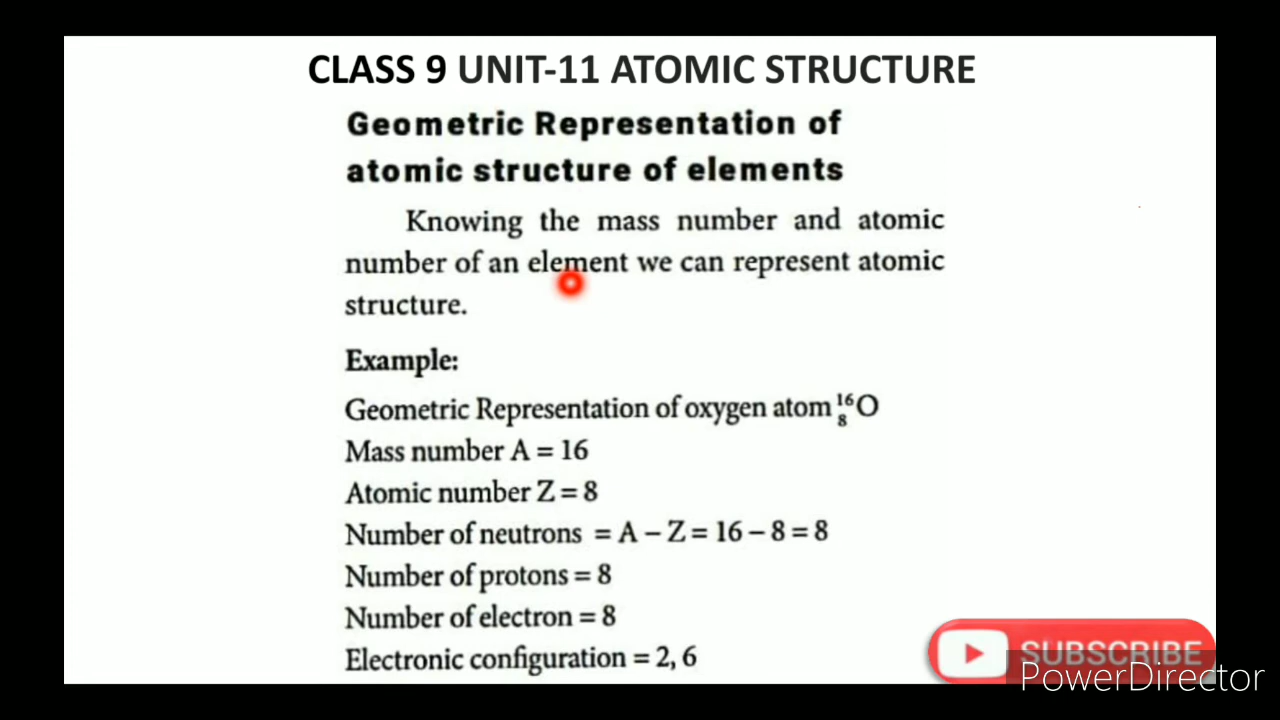 CLASS 9 UNIT-11 ATOMIC STRUCTURE
Geometric Representation of
atomic structure of elements
Knowing the mass number and atomic
number of an element we can represent atomic
structure.
Example:
Geometric Representation of oxygen atom ¹⁶₈O
Mass number A = 16
Atomic number Z = 8
Number of neutrons = A – Z = 16 – 8 = 8
Number of protons = 8
Number of electron = 8
Electronic configuration = 2, 6
SUBSCRIBE
PowerDirector